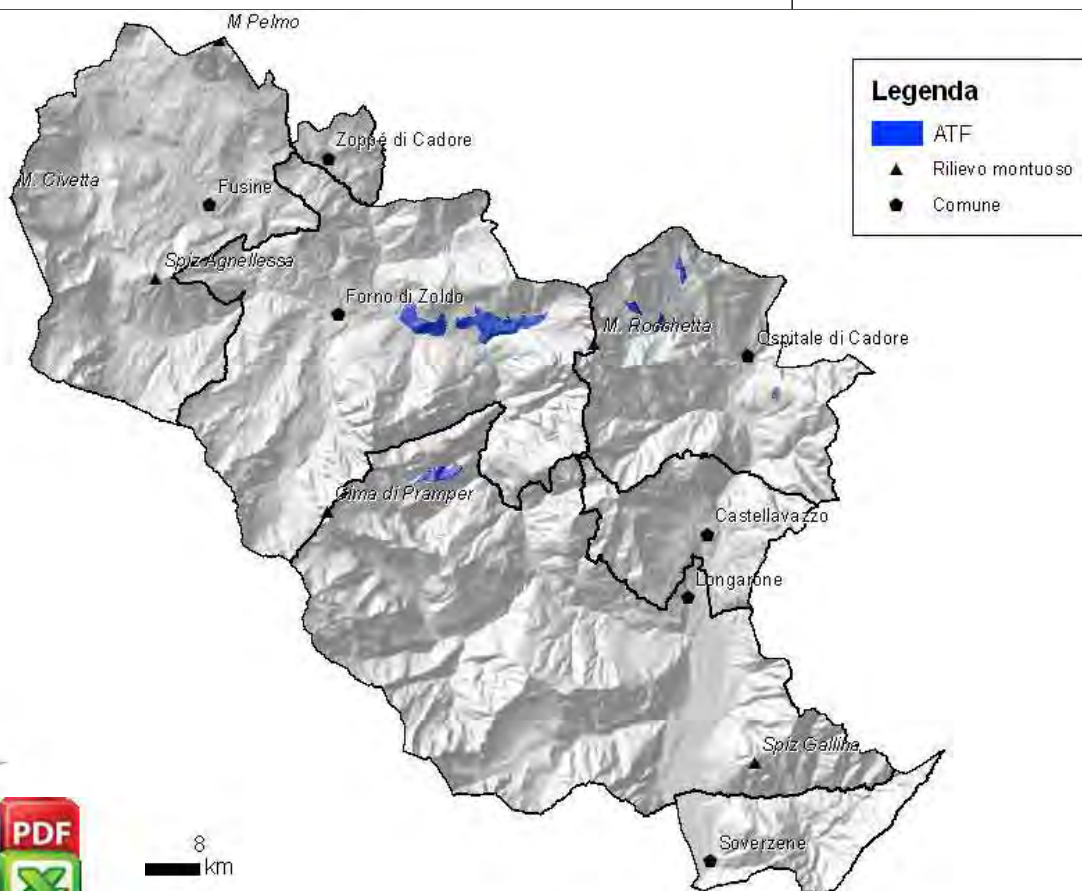 M Pelmo
Legenda
ATF
Rilievo montuoso
Comune
Zoppé di Cadore
M. Civetta
Fusine
Spiz Agnellessa
Forno di Zoldo
M. Rocchetta
Ospitale di Cadore
Cima di Pramper
Castellavazzo
Longarone
Spiz Gallina
PDF
8
km
Soverzene